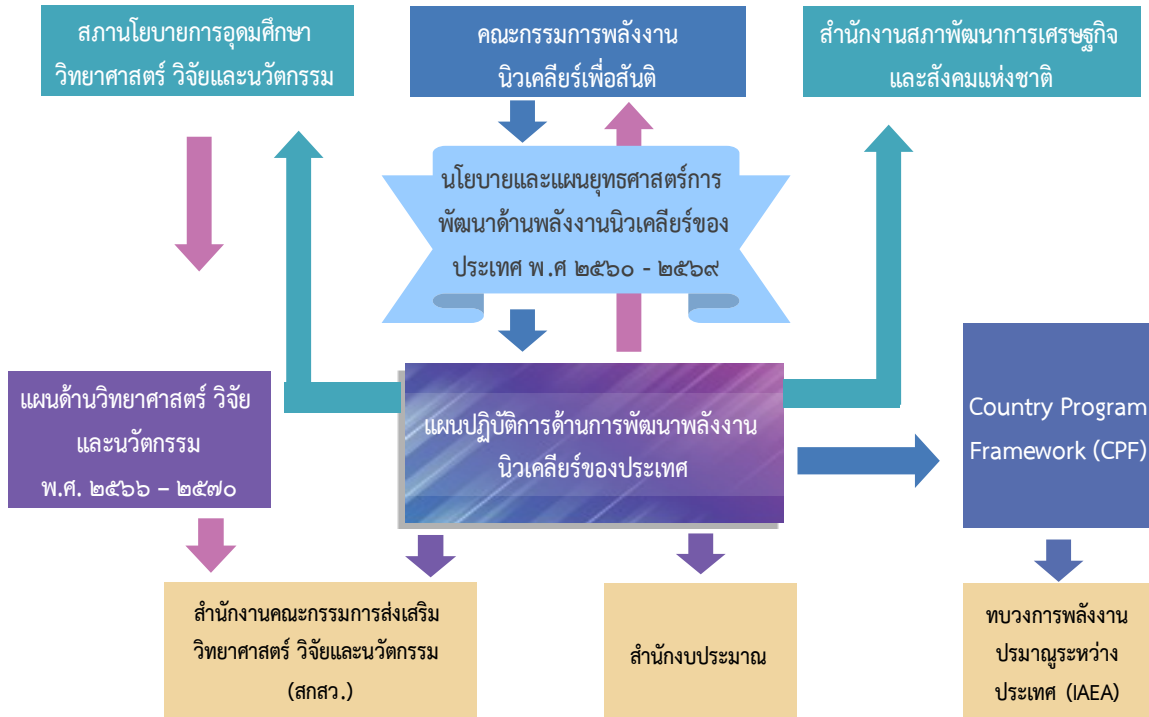 สภานโยบายการอุดมศึกษา
วิทยาศาสตร์ วิจัยและนวัตกรรม
คณะกรรมการพลังงาน
นิวเคลียร์เพื่อสันติ
สำนักงานสภาพัฒนาการเศรษฐกิจ
และสังคมแห่งชาติ
นโยบายและแผนยุทธศาสตร์การ
พัฒนาด้านพลังงานนิวเคลียร์ของ
ประเทศ พ.ศ ๒๕๖๐ - ๒๕๖๙
แผนด้านวิทยาศาสตร์ วิจัย
และนวัตกรรม
พ.ศ. ๒๕๖๖ – ๒๕๗๐
แผนปฏิบัติการด้านการพัฒนาพลังงาน
นิวเคลียร์ของประเทศ
Country Program
Framework (CPF)
สำนักงานคณะกรรมการส่งเสริม
วิทยาศาสตร์ วิจัยและนวัตกรรม
(สกสว.)
สำนักงบประมาณ
ทบวงการพลังงาน
ปรมาณูระหว่าง
ประเทศ (IAEA)